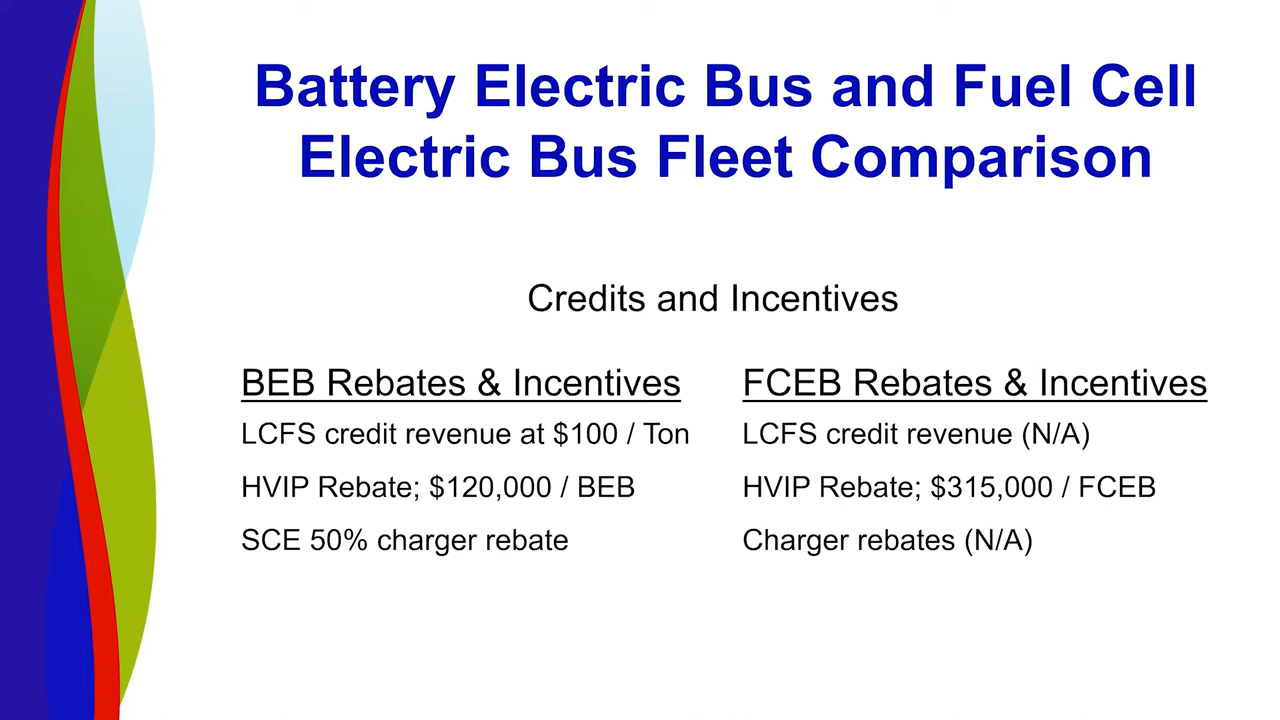 Battery Electric Bus and Fuel Cell
Electric Bus Fleet Comparison
Credits and Incentives
BEB Rebates & Incentives
LCFS credit revenue at $100 / Ton
HVIP Rebate; $120,000 / BEB
SCE 50% charger rebate
FCEB Rebates & Incentives
LCFS credit revenue (N/A)
HVIP Rebate; $315,000 / FCEB
Charger rebates (N/A)